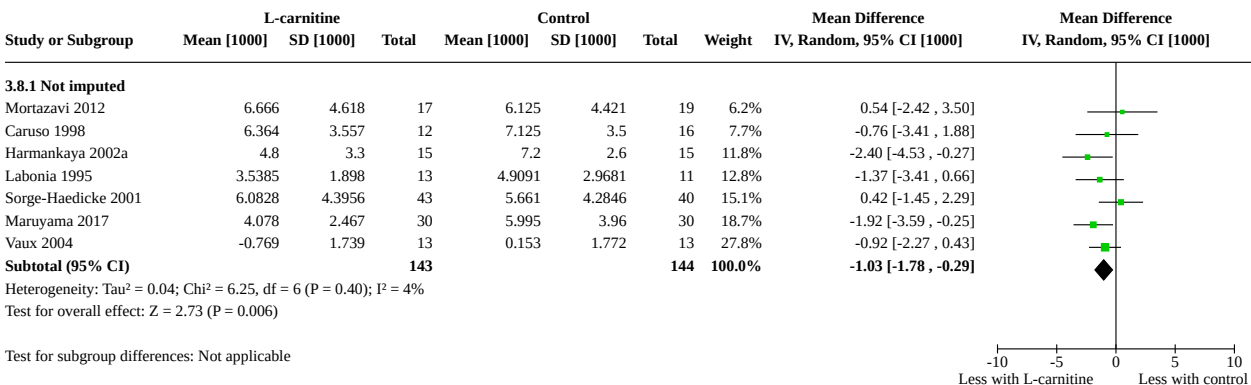 L-carnitine Control Mean Difference Mean Difference
Study or Subgroup Mean [1000] SD [1000] Total Mean [1000] SD [1000] Total Weight IV, Random, 95% CI [1000] IV, Random, 95% CI [1000]
3.8.1 Not imputed
Mortazavi 2012 6.666 4.618 17 6.125 4.421 19 6.2% 0.54 [-2.42 , 3.50]
Caruso 1998 6.364 3.557 12 7.125 3.5 16 7.7% -0.76 [-3.41 , 1.88]
Harmankaya 2002a 4.8 3.3 15 7.2 2.6 15 11.8% -2.40 [-4.53 , -0.27]
Labonia 1995 3.5385 1.898 13 4.9091 2.9681 11 12.8% -1.37 [-3.41 , 0.66]
Sorge-Haedicke 2001 6.0828 4.3956 43 5.661 4.2846 40 15.1% 0.42 [-1.45 , 2.29]
Maruyama 2017 4.078 2.467 30 5.995 3.96 30 18.7% -1.92 [-3.59 , -0.25]
Vaux 2004 -0.769 1.739 13 0.153 1.772 13 27.8% -0.92 [-2.27 , 0.43]
Subtotal (95% CI) 143 144 100.0% -1.03 [-1.78 , -0.29]
Heterogeneity: Tau² = 0.04; Chi² = 6.25, df = 6 (P = 0.40); I² = 4%
Test for overall effect: Z = 2.73 (P = 0.006)
Test for subgroup differences: Not applicable
-10 -5 0 5 10
Less with L-carnitine Less with control